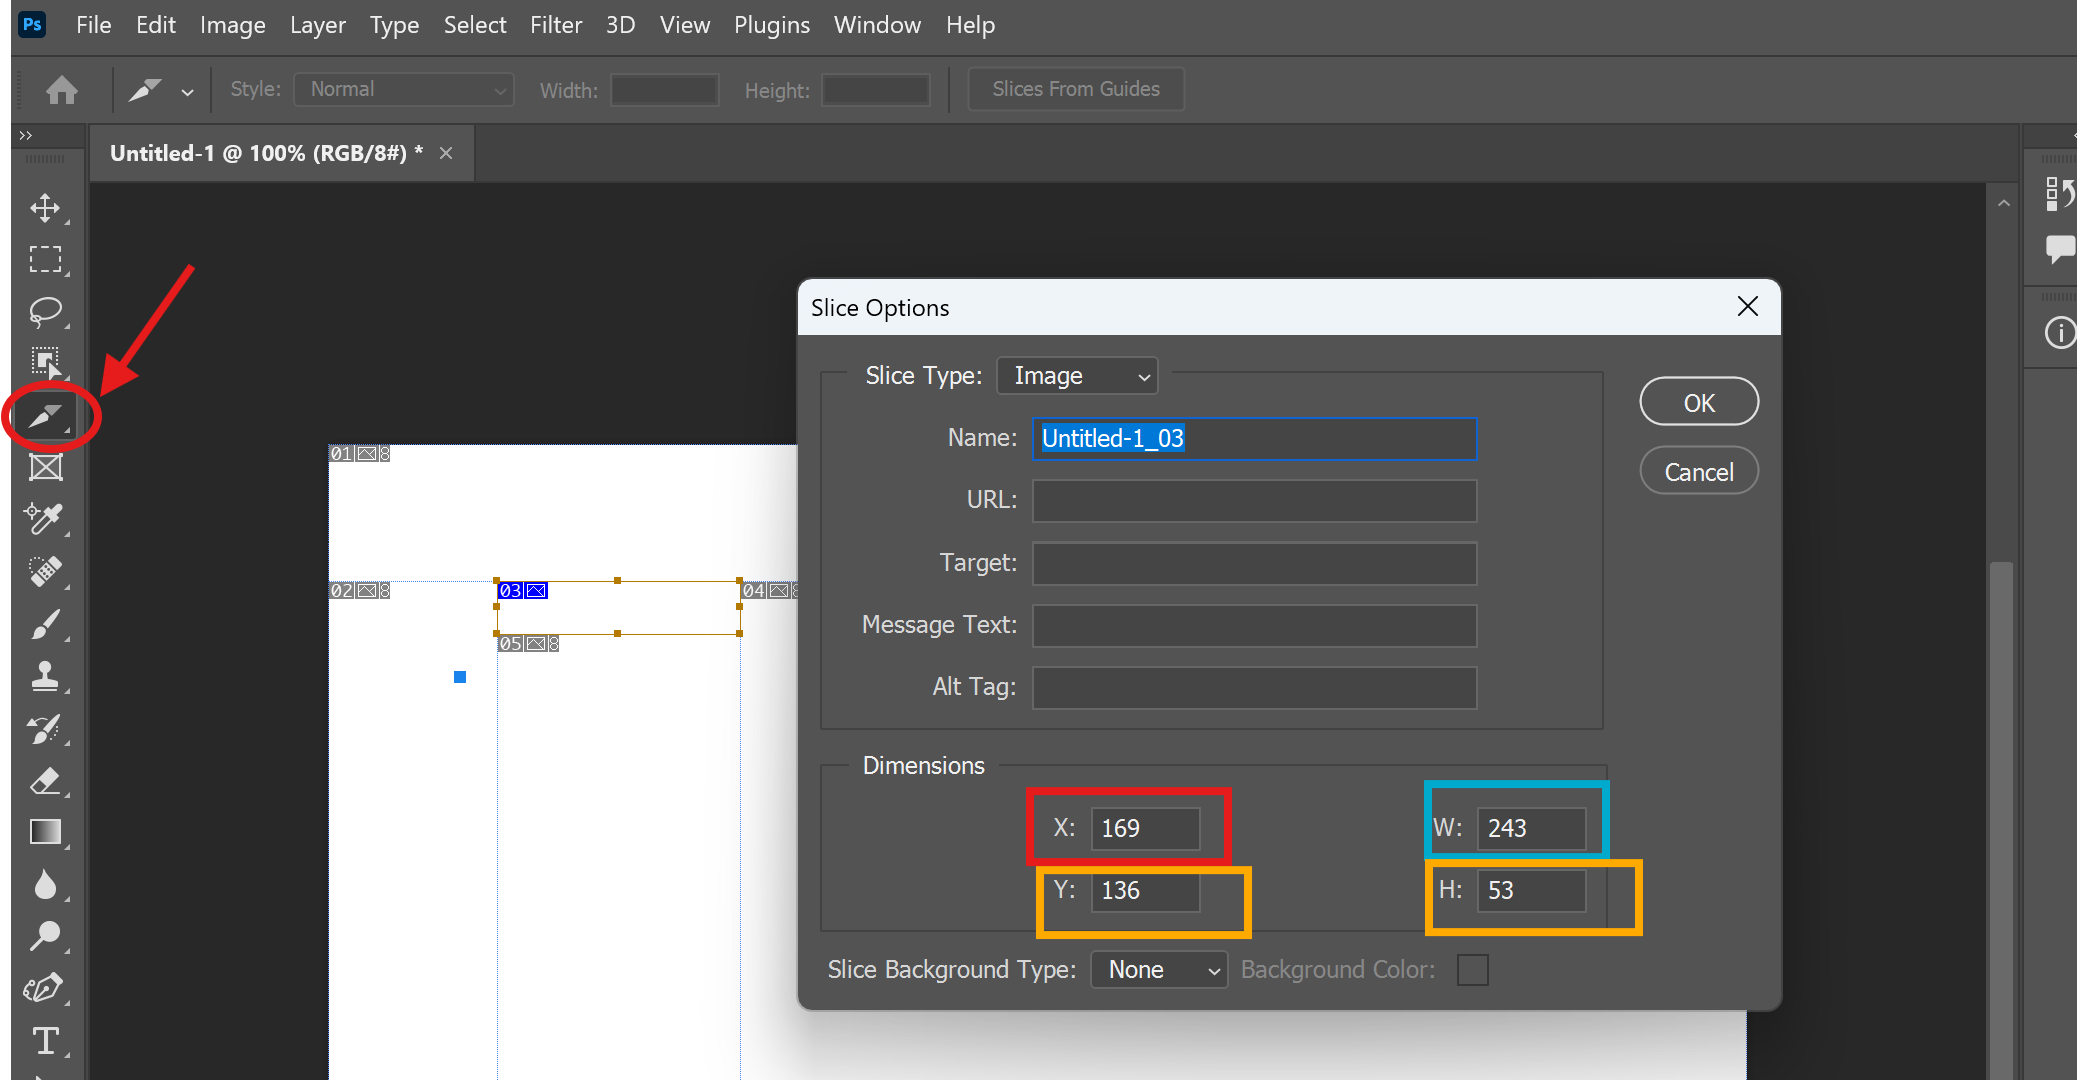 Ps File Edit Image Layer Type Select Filter 3D View Plugins Window Help
Style: Normal Width: Height: Slices From Guides
Untitled-1 @ 100% (RGB/8#) *
Slice Options
Slice Type: Image
OK
Name: Untitled-1_03
Cancel
URL:
Target:
Message Text:
Alt Tag:
01 8
02 8
03
04 8
05 8
Dimensions
X: 169 W: 243
Y: 136 H: 53
Slice Background Type: None Background Color:
T